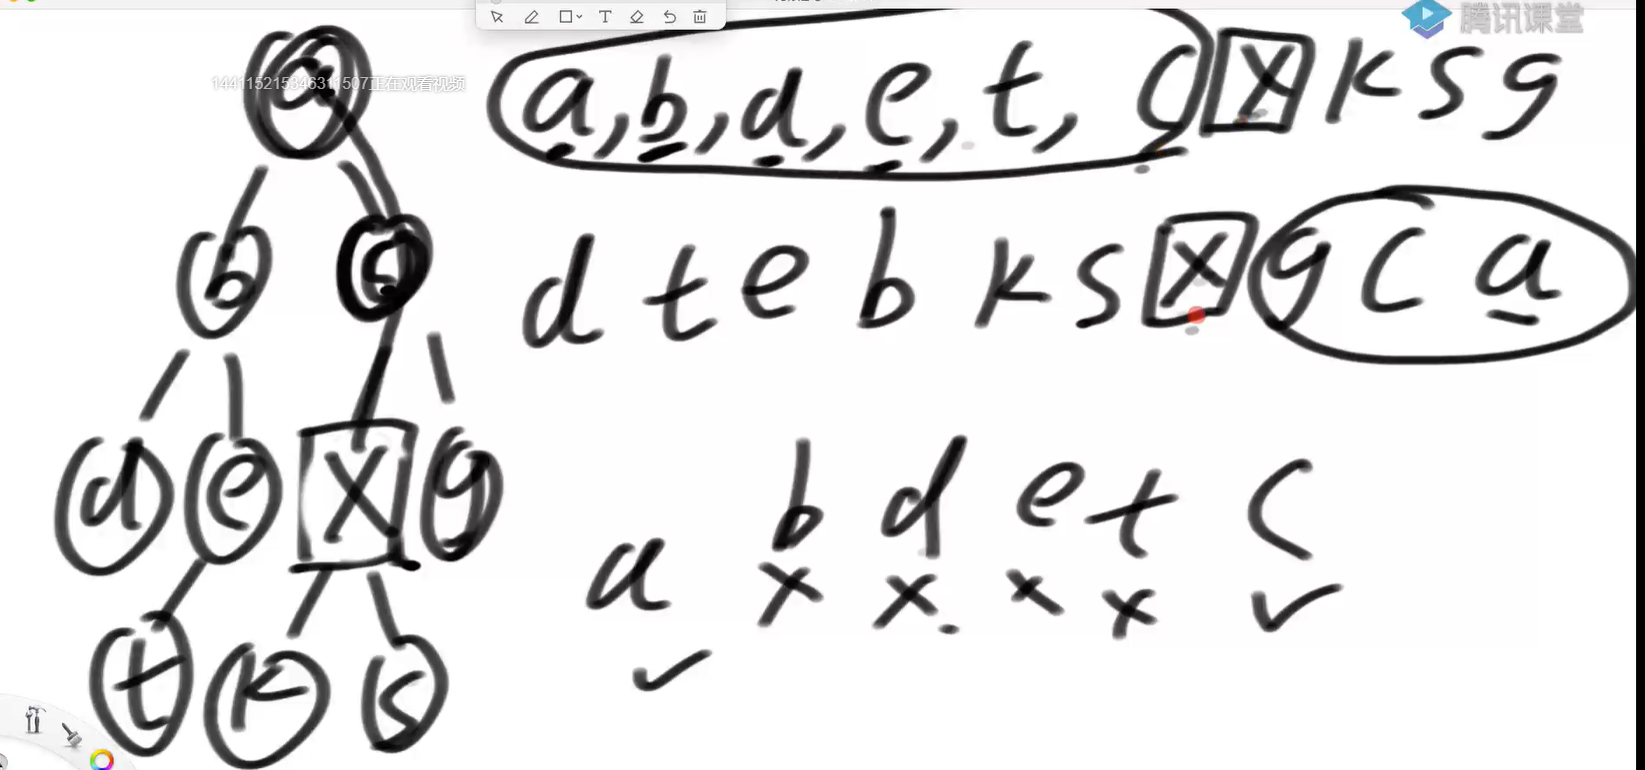 腾讯课堂
144115215346311507正在观看视频
a
b c
d e X g
t k s
a, b, d, e, t, c X k s g
d t e b k s X g c a
a b d e t c
✓ x x x x ✓